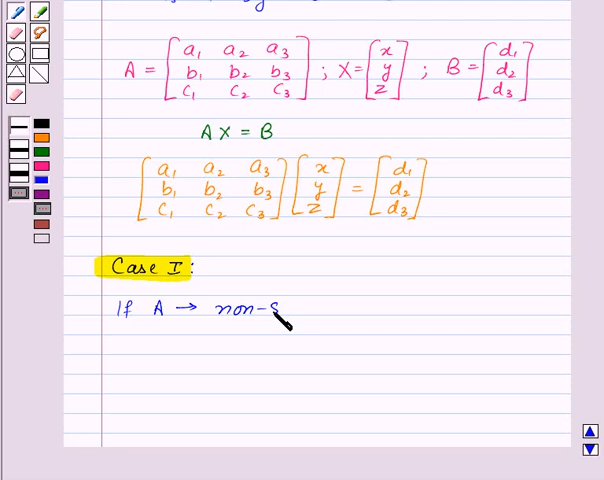 A = [a₁ a₂ a₃ ; X = [x ; B = [d₁
b₁ b₂ b₃ y d₂
c₁ c₂ c₃] z] d₃]
A X = B
[a₁ a₂ a₃ [x = [d₁
b₁ b₂ b₃ y d₂
c₁ c₂ c₃] z] d₃]
Case I :
If A → non-s